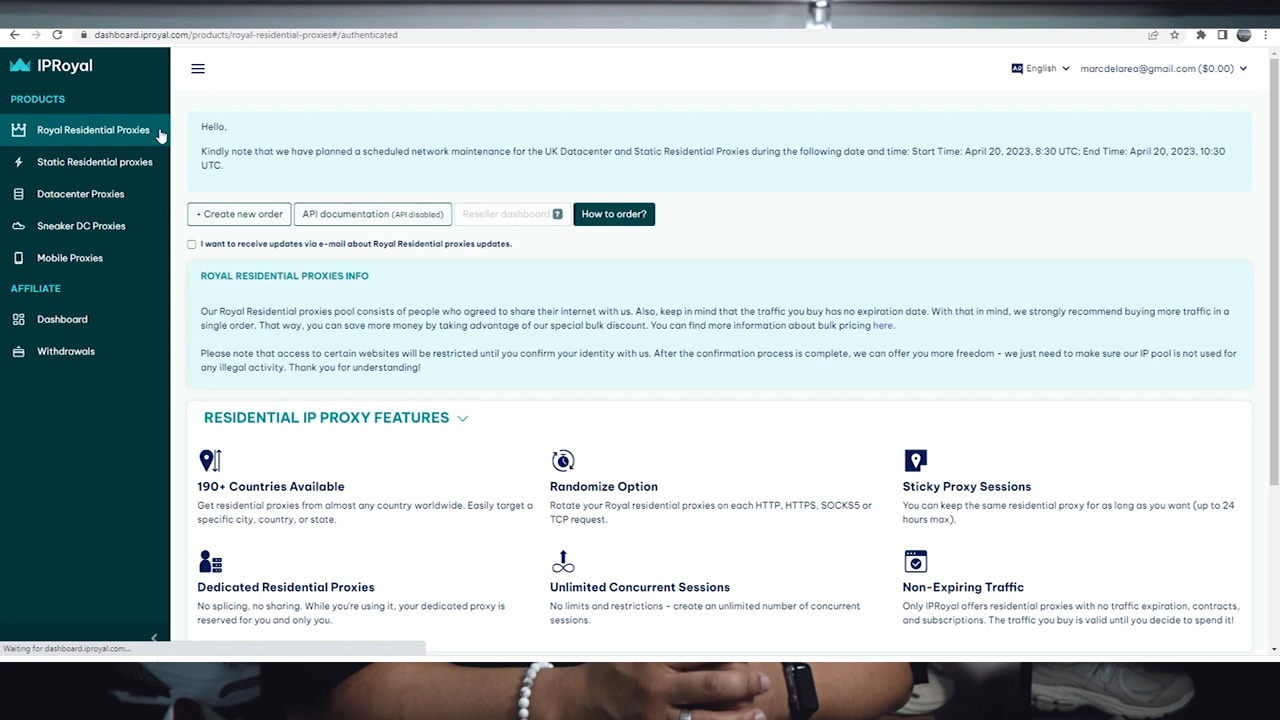 dashboard.iproyal.com/products/royal-residential-proxies#/authenticated
IPRoyal
PRODUCTS
Royal Residential Proxies
Static Residential proxies
Datacenter Proxies
Sneaker DC Proxies
Mobile Proxies
AFFILIATE
Dashboard
Withdrawals
English
marcdelarea@gmail.com ($0.00)
Hello,
Kindly note that we have planned a scheduled network maintenance for the UK Datacenter and Static Residential Proxies during the following date and time: Start Time: April 20, 2023, 8:30 UTC; End Time: April 20, 2023, 10:30
UTC.
+ Create new order
API documentation (API disabled)
Reseller dashboard ?
How to order?
I want to receive updates via e-mail about Royal Residential proxies updates.
ROYAL RESIDENTIAL PROXIES INFO
Our Royal Residential proxies pool consists of people who agreed to share their internet with us. Also, keep in mind that the traffic you buy has no expiration date. With that in mind, we strongly recommend buying more traffic in a
single order. That way, you can save more money by taking advantage of our special bulk discount. You can find more information about bulk pricing here.
Please note that access to certain websites will be restricted until you confirm your identity with us. After the confirmation process is complete, we can offer you more freedom - we just need to make sure our IP pool is not used for
any illegal activity. Thank you for understanding!
RESIDENTIAL IP PROXY FEATURES
190+ Countries Available
Get residential proxies from almost any country worldwide. Easily target a
specific city, country, or state.
Randomize Option
Rotate your Royal residential proxies on each HTTP, HTTPS, SOCKS5 or
TCP request.
Sticky Proxy Sessions
You can keep the same residential proxy for as long as you want (up to 24
hours max).
Dedicated Residential Proxies
No splicing, no sharing. While you're using it, your dedicated proxy is
reserved for you and only you.
Unlimited Concurrent Sessions
No limits and restrictions - create an unlimited number of concurrent
sessions.
Non-Expiring Traffic
Only IPRoyal offers residential proxies with no traffic expiration, contracts,
and subscriptions. The traffic you buy is valid until you decide to spend it!
Waiting for dashboard.iproyal.com...